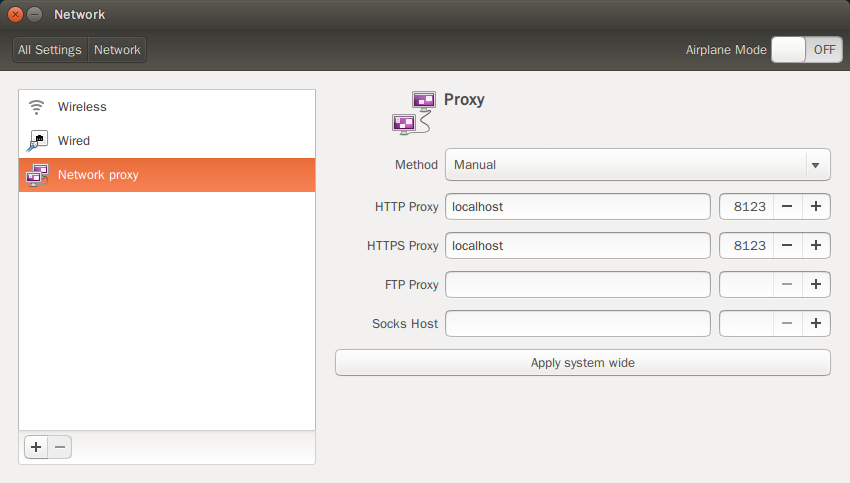 Network
All Settings Network Airplane Mode OFF
Wireless
Wired
Network proxy
Proxy
Method Manual
HTTP Proxy localhost 8123 − +
HTTPS Proxy localhost 8123 − +
FTP Proxy − +
Socks Host − +
Apply system wide
+ −